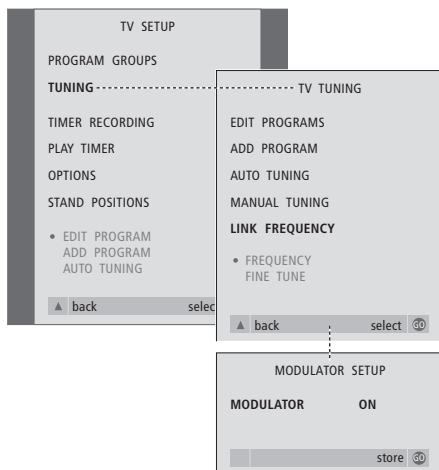 TV SETUP
PROGRAM GROUPS
TUNING
TIMER RECORDING
PLAY TIMER
OPTIONS
STAND POSITIONS
• EDIT PROGRAM
ADD PROGRAM
AUTO TUNING
▲ back selec
TV TUNING
EDIT PROGRAMS
ADD PROGRAM
AUTO TUNING
MANUAL TUNING
LINK FREQUENCY
• FREQUENCY
FINE TUNE
▲ back select GO
MODULATOR SETUP
MODULATOR ON
store GO